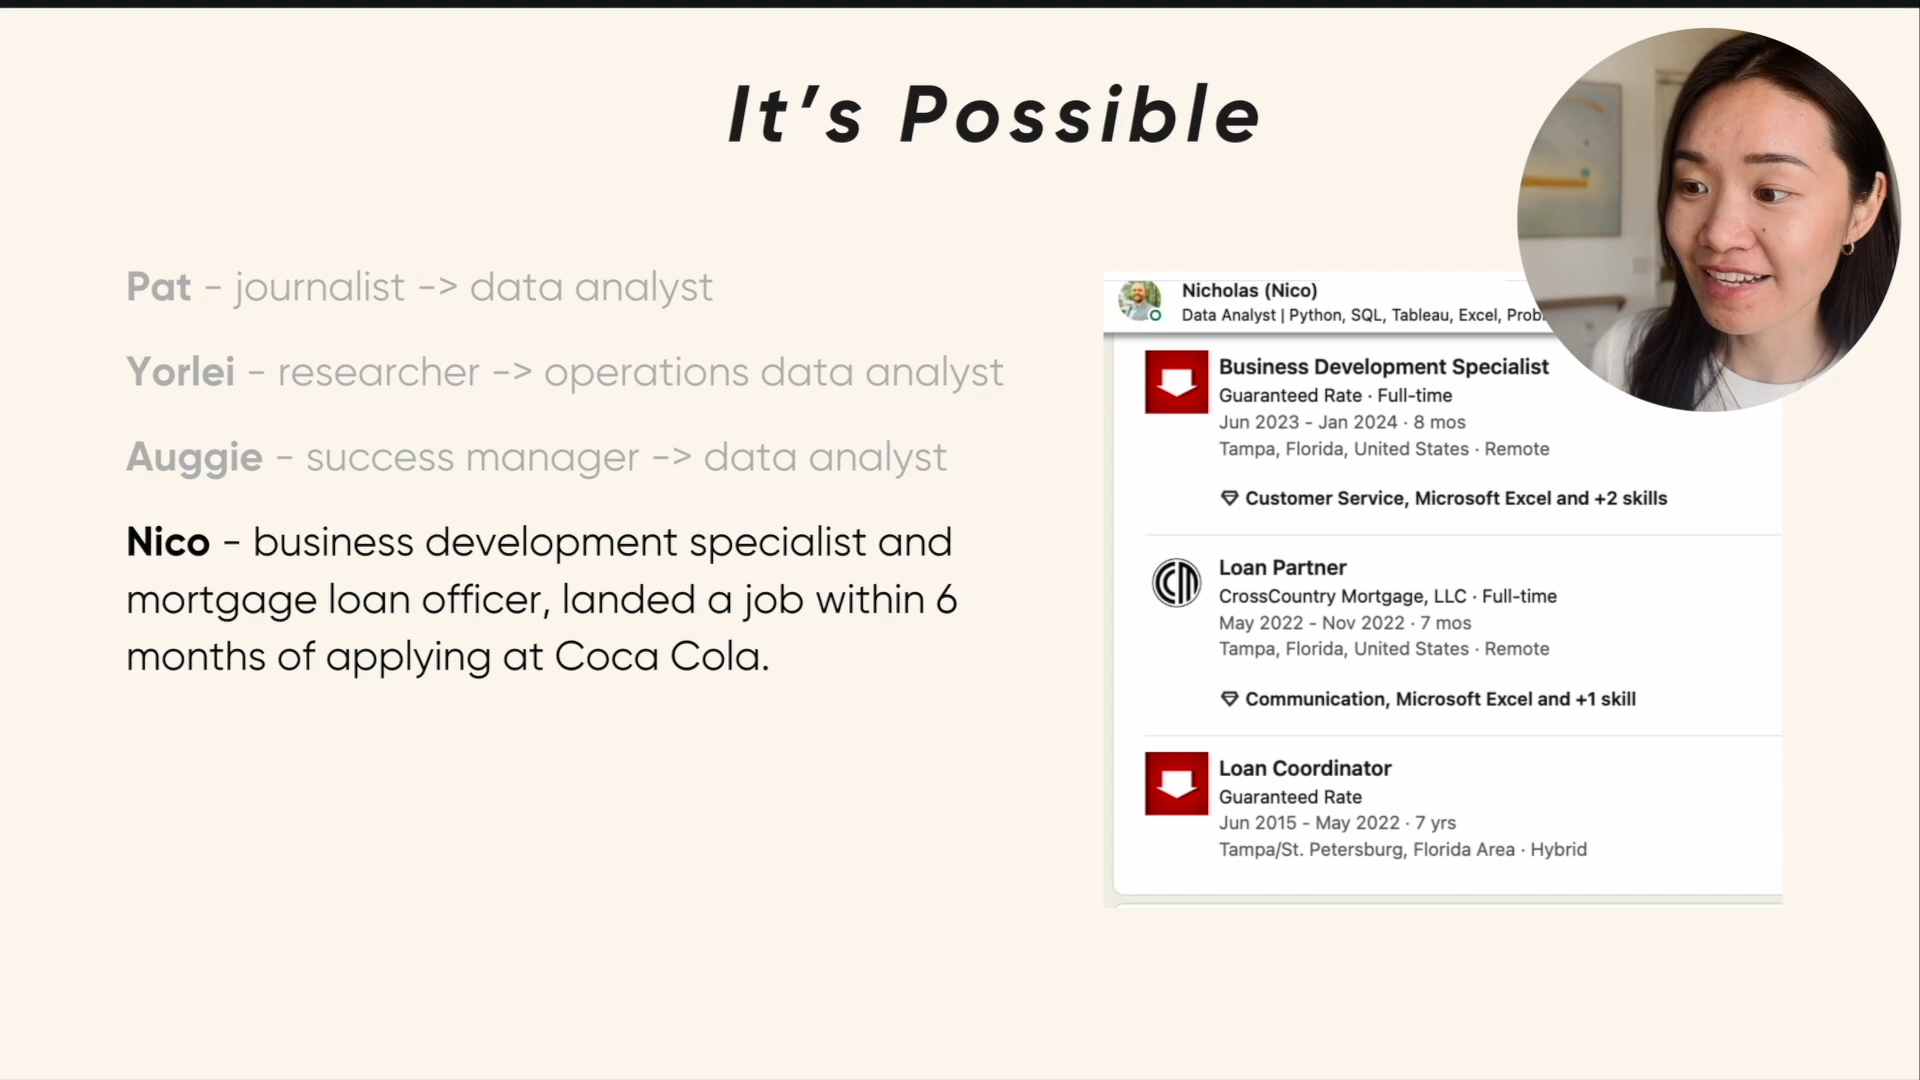 It's Possible
Pat - journalist -> data analyst
Yorlei - researcher -> operations data analyst
Auggie - success manager -> data analyst
Nico - business development specialist and
mortgage loan officer, landed a job within 6
months of applying at Coca Cola.
Nicholas (Nico)
Data Analyst | Python, SQL, Tableau, Excel,
Business Development Specialist
Guaranteed Rate · Full-time
Jun 2023 - Jan 2024 · 8 mos
Tampa, Florida, United States · Remote
Customer Service, Microsoft Excel and +2 skills
CM
Loan Partner
CrossCountry Mortgage, LLC · Full-time
May 2022 - Nov 2022 · 7 mos
Tampa, Florida, United States · Remote
Communication, Microsoft Excel and +1 skill
Loan Coordinator
Guaranteed Rate
Jun 2015 - May 2022 · 7 yrs
Tampa/St. Petersburg, Florida Area · Hybrid